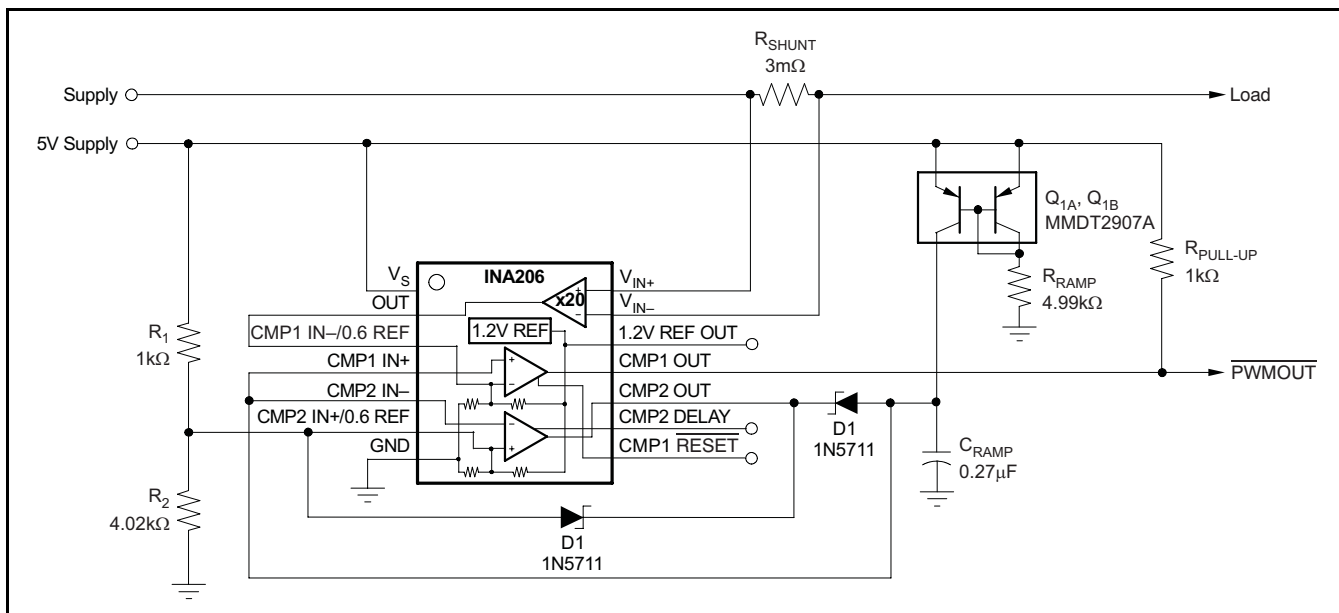 R_SHUNT
3mΩ
Supply
Load
5V Supply
Q_1A, Q_1B
MMDT2907A
R_PULL-UP
1kΩ
R_RAMP
4.99kΩ
V_S
INA206
V_IN+
OUT
x20
V_IN–
CMP1 IN–/0.6 REF
1.2V REF
1.2V REF OUT
R_1
1kΩ
CMP1 IN+
CMP1 OUT
PWMOUT
CMP2 IN–
CMP2 OUT
CMP2 IN+/0.6 REF
CMP2 DELAY
GND
CMP1 RESET
D1
1N5711
C_RAMP
0.27μF
R_2
4.02kΩ
D1
1N5711